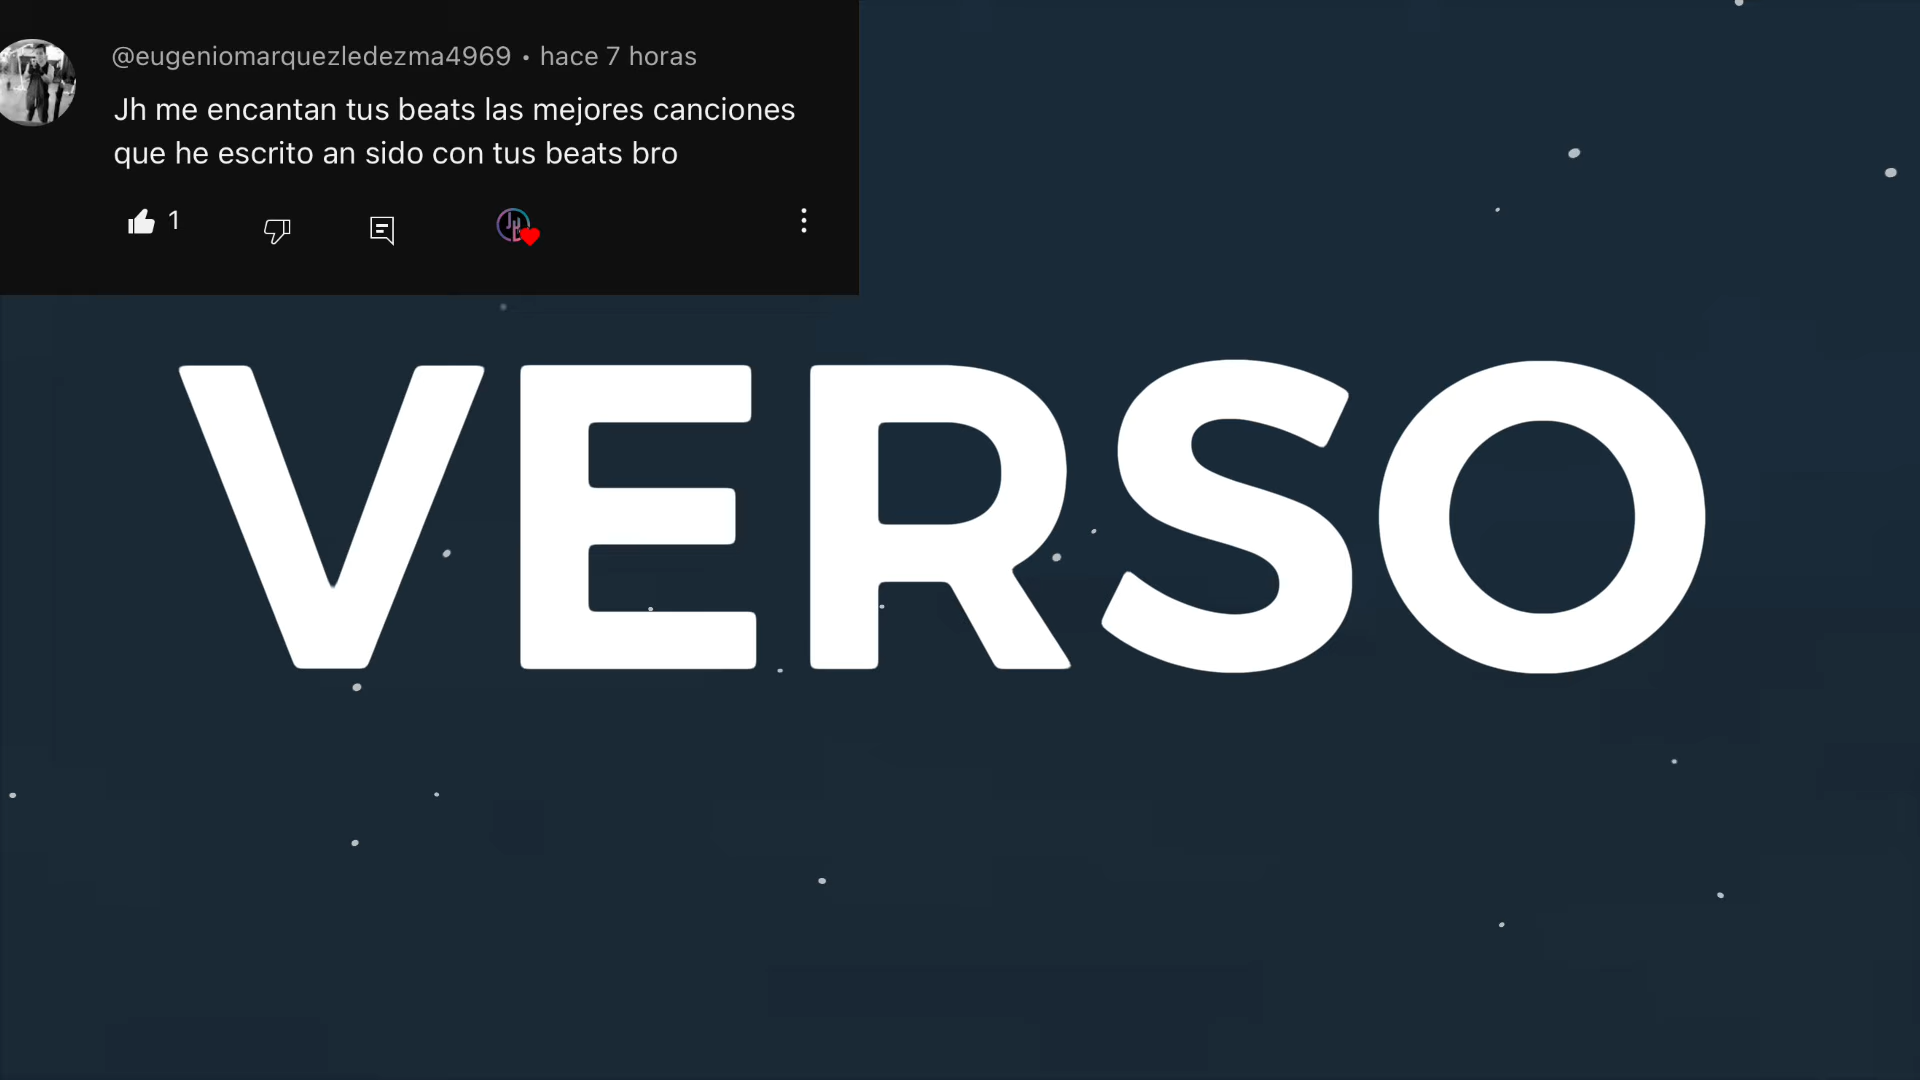 @eugeniomarquezledezma4969 • hace 7 horas
Jh me encantan tus beats las mejores canciones
que he escrito an sido con tus beats bro
1
VERSO